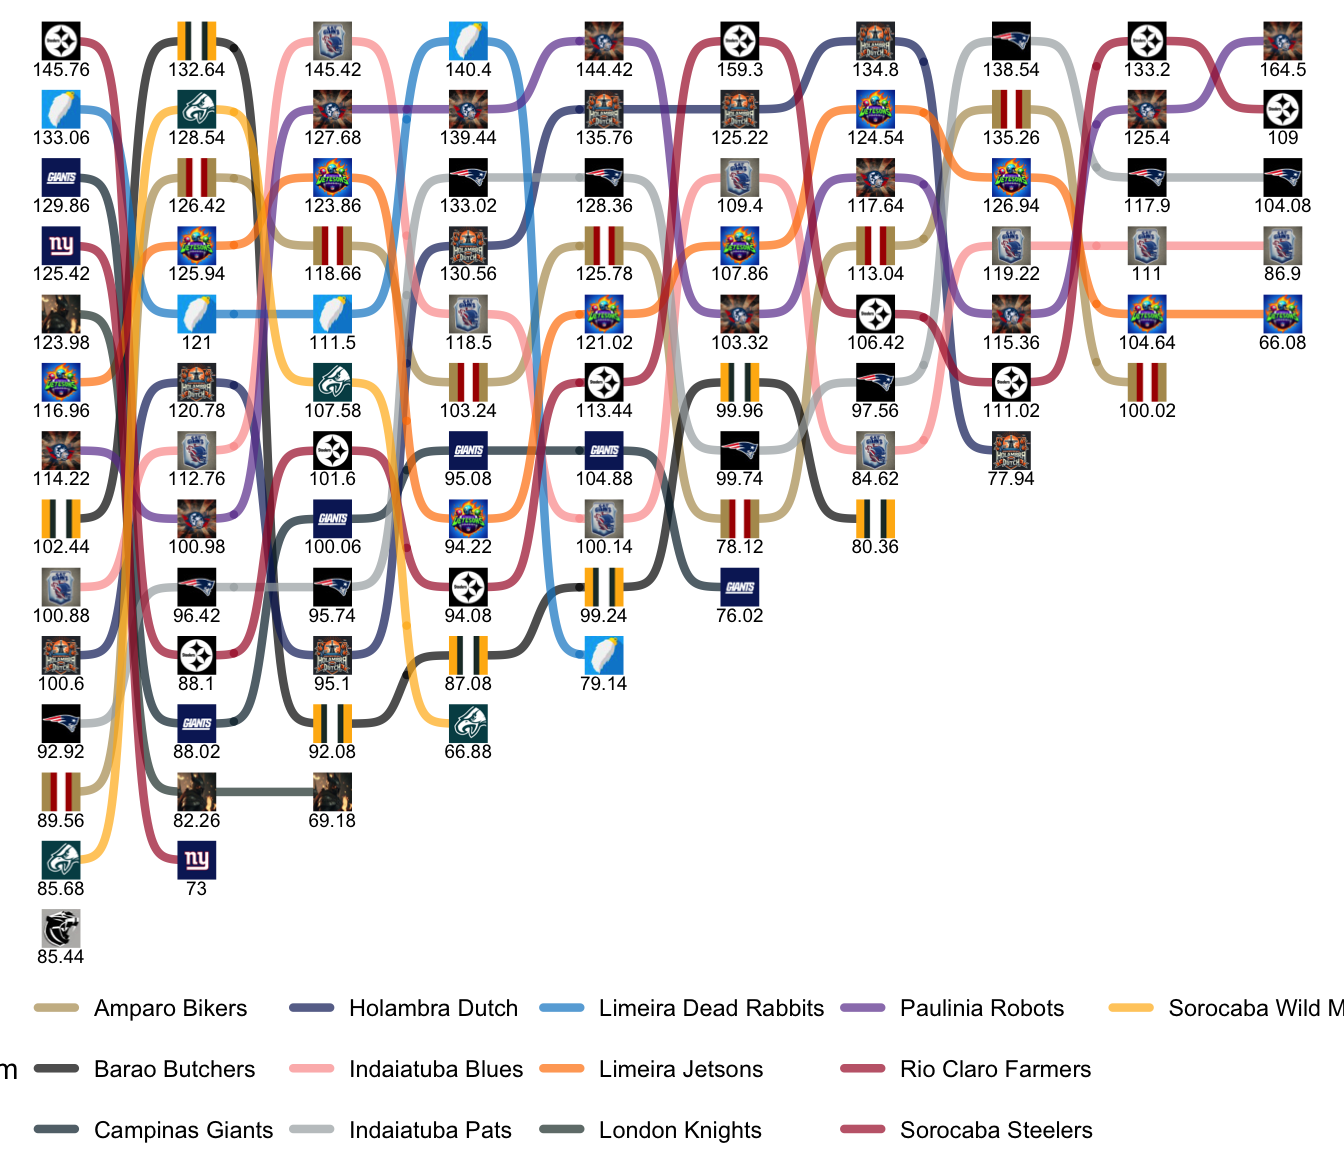 145.76 132.64 145.42 140.4 144.42 159.3 134.8 138.54 133.2 164.5
133.06 128.54 127.68 139.44 135.76 125.22 124.54 135.26 125.4 109
GIANTS
129.86 126.42 123.86 133.02 128.36 109.4 117.64 126.94 117.9 104.08
ny
125.42 125.94 118.66 130.56 125.78 107.86 113.04 119.22 111 86.9
123.98 121 111.5 118.5 121.02 103.32 106.42 115.36 104.64 66.08
116.96 120.78 107.58 103.24 113.44 99.96 97.56 111.02 100.02
GIANTS GIANTS
114.22 112.76 101.6 95.08 104.88 99.74 84.62 77.94
GIANTS
102.44 100.98 100.06 94.22 100.14 78.12 80.36
GIANTS
100.88 96.42 95.74 94.08 99.24 76.02
100.6 88.1 95.1 87.08 79.14
GIANTS
92.92 88.02 92.08 66.88
89.56 82.26 69.18
ny
85.68 73
85.44
Amparo Bikers Holambra Dutch Limeira Dead Rabbits Paulinia Robots Sorocaba Wild M
m Barao Butchers Indaiatuba Blues Limeira Jetsons Rio Claro Farmers
Campinas Giants Indaiatuba Pats London Knights Sorocaba Steelers